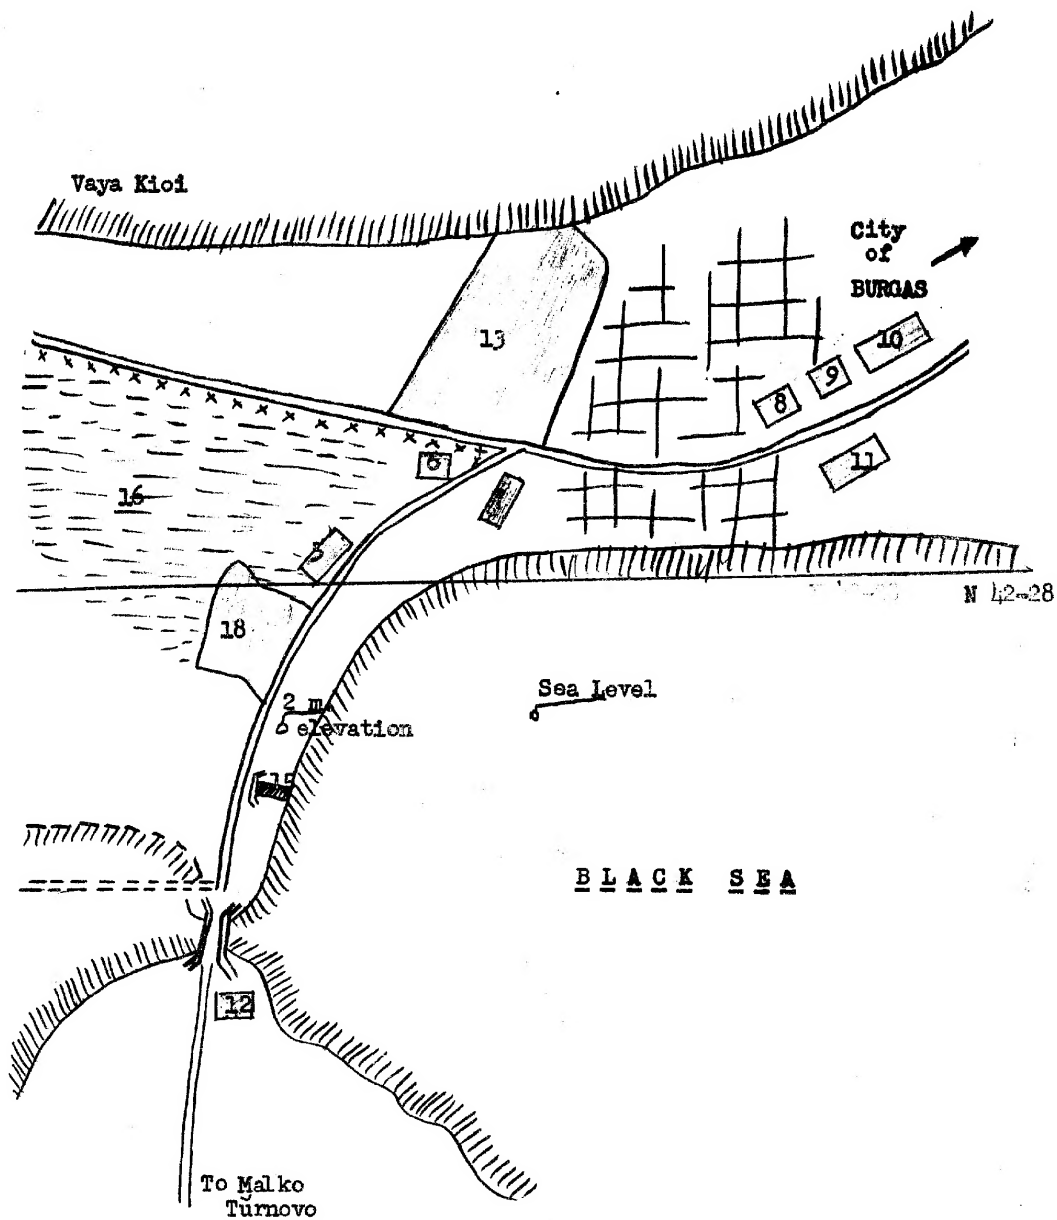 Vaya Kioi
City
of
BURGAS
10
13
9
8
11
6
16
5
N 42-28
18
Sea Level
2 m.
elevation
15
BLACK SEA
12
To Malko
Tŭrnovo